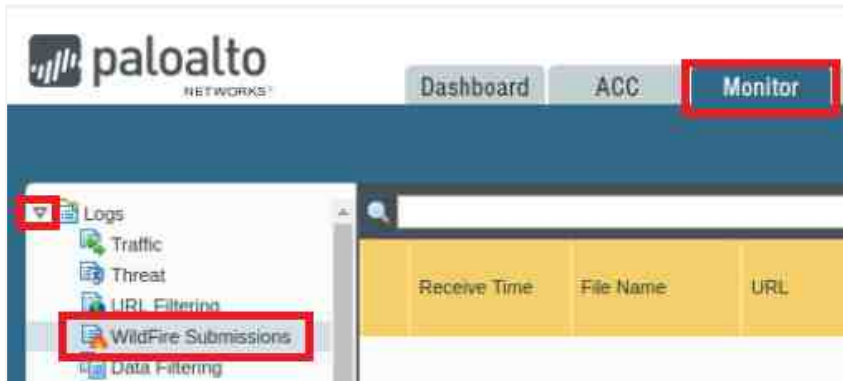 paloalto
NETWORKS
Dashboard ACC Monitor
Logs
Traffic
Threat
URL Filtering
WildFire Submissions
Data Filtering
Receive Time File Name URL